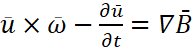 ū × ω̄ − ∂ū/∂t = ∇B̄